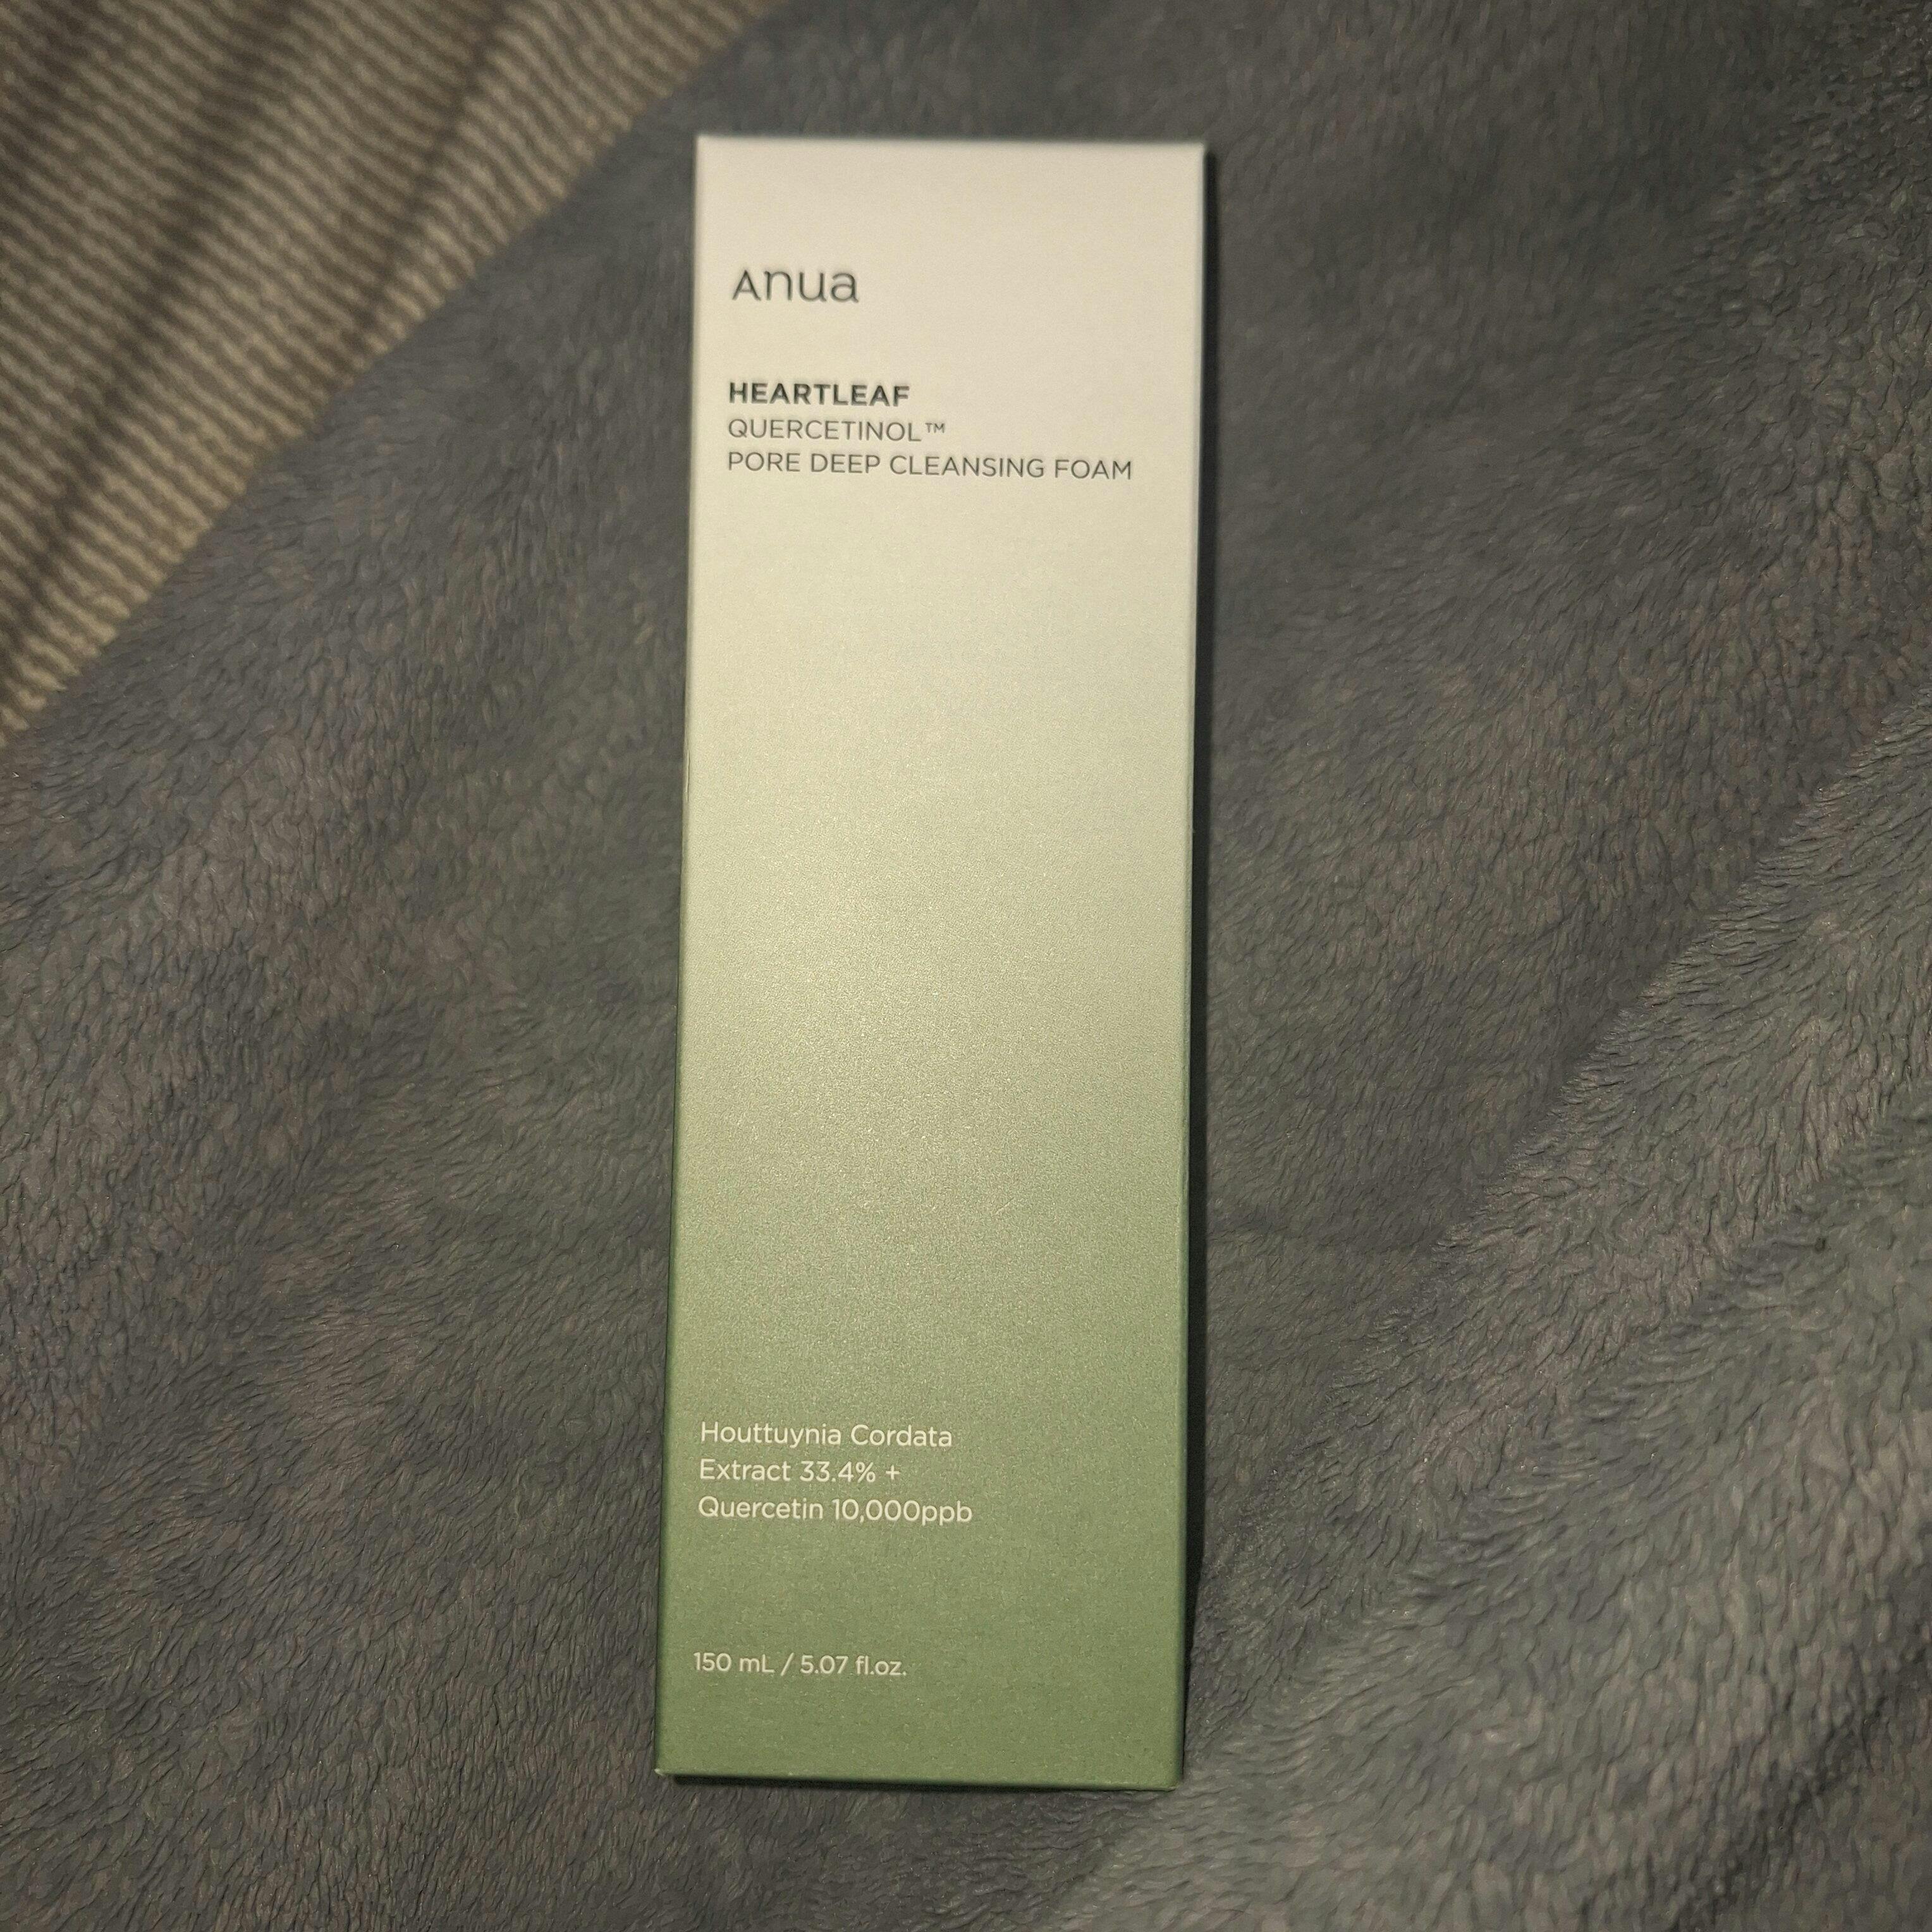 Anua
HEARTLEAF
QUERCETINOL™
PORE DEEP CLEANSING FOAM
Houttuynia Cordata
Extract 33.4% +
Quercetin 10,000ppb
150 mL / 5.07 fl.oz.